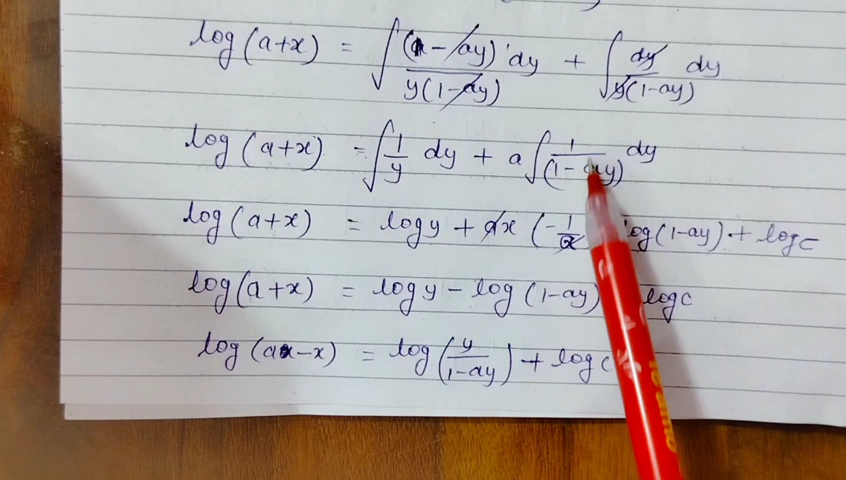 log (a+x) = ∫ (1 - ay) dy / y(1-ay) + ∫ ay / y(1-ay) dy
log (a+x) = ∫ 1/y dy + a ∫ 1/(1-ay) dy
log (a+x) = log y + a x (-1/a) log (1-ay) + log c
log (a+x) = log y - log (1-ay) log c
log (a-x) = log (y/1-ay) + log c